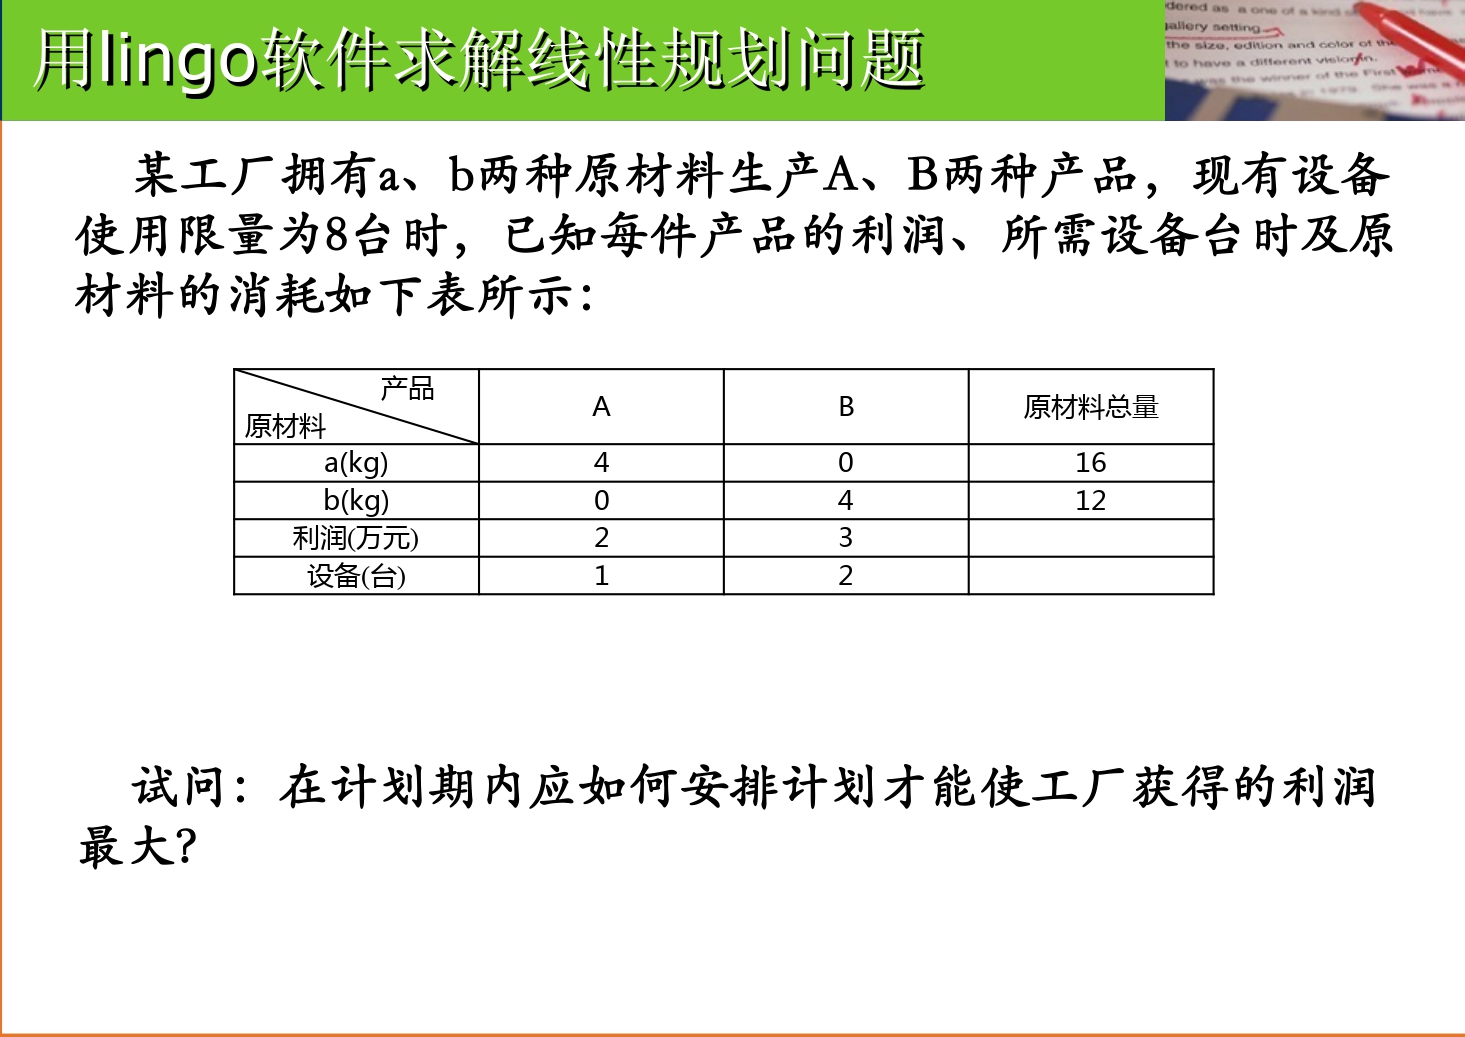 用lingo软件求解线性规划问题
dered as a one of a kind
gallery setting.
the size, edition and color of the
to have a different vision
was the winner of the First
某工厂拥有a、b两种原材料生产A、B两种产品，现有设备
使用限量为8台时，已知每件产品的利润、所需设备台时及原
材料的消耗如下表所示：
产品
原材料 A B 原材料总量
a(kg) 4 0 16
b(kg) 0 4 12
利润(万元) 2 3
设备(台) 1 2
试问：在计划期内应如何安排计划才能使工厂获得的利润
最大?